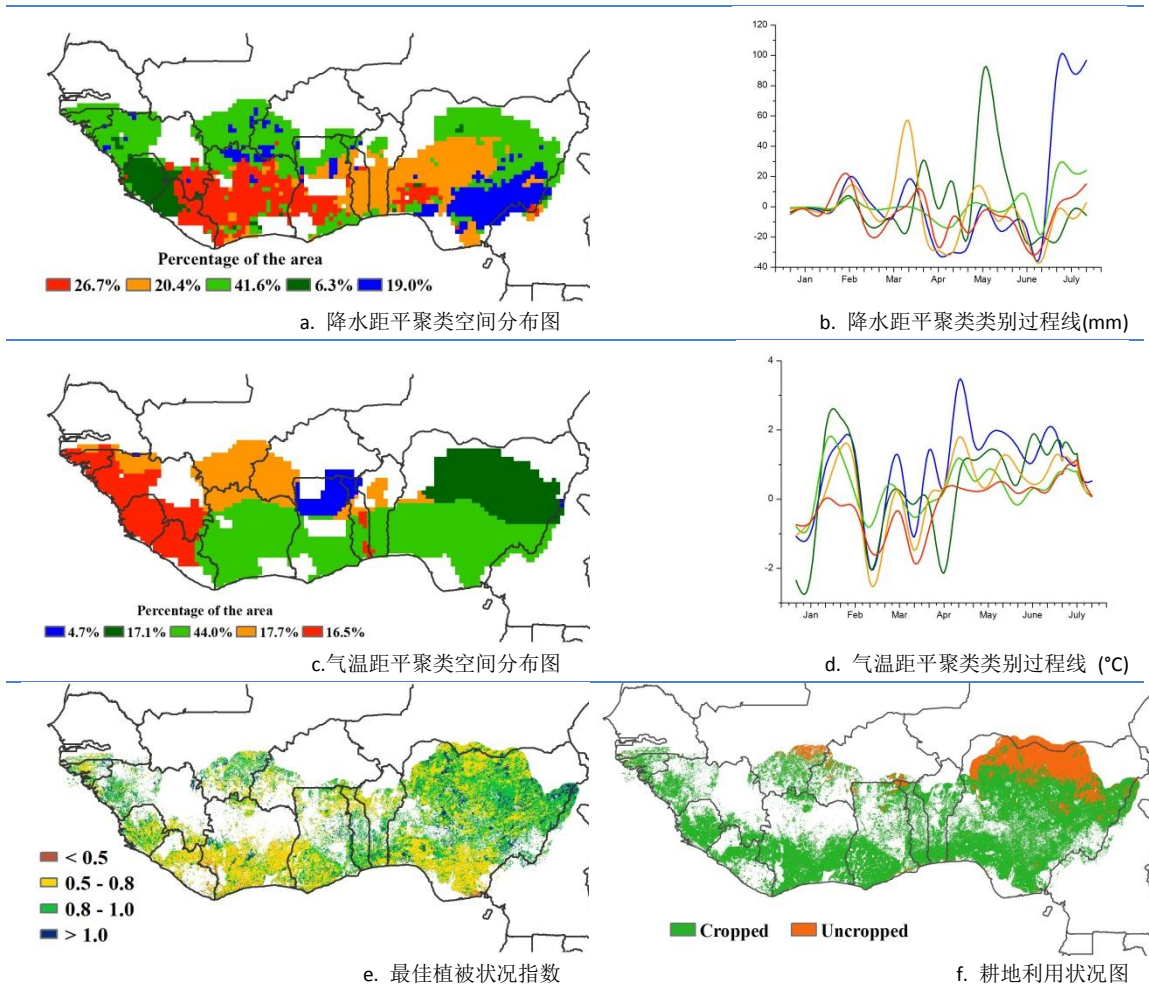 Percentage of the area
26.7% 20.4% 41.6% 6.3% 19.0%
a. 降水距平聚类空间分布图
120
100
80
60
40
20
0
-20
-40
Jan Feb Mar Apr May June July
b. 降水距平聚类类别过程线(mm)
Percentage of the area
4.7% 17.1% 44.0% 17.7% 16.5%
c.气温距平聚类空间分布图
4
2
0
-2
Jan Feb Mar Apr May June July
d. 气温距平聚类类别过程线 (°C)
< 0.5
0.5 - 0.8
0.8 - 1.0
> 1.0
e. 最佳植被状况指数
Cropped Uncropped
f. 耕地利用状况图